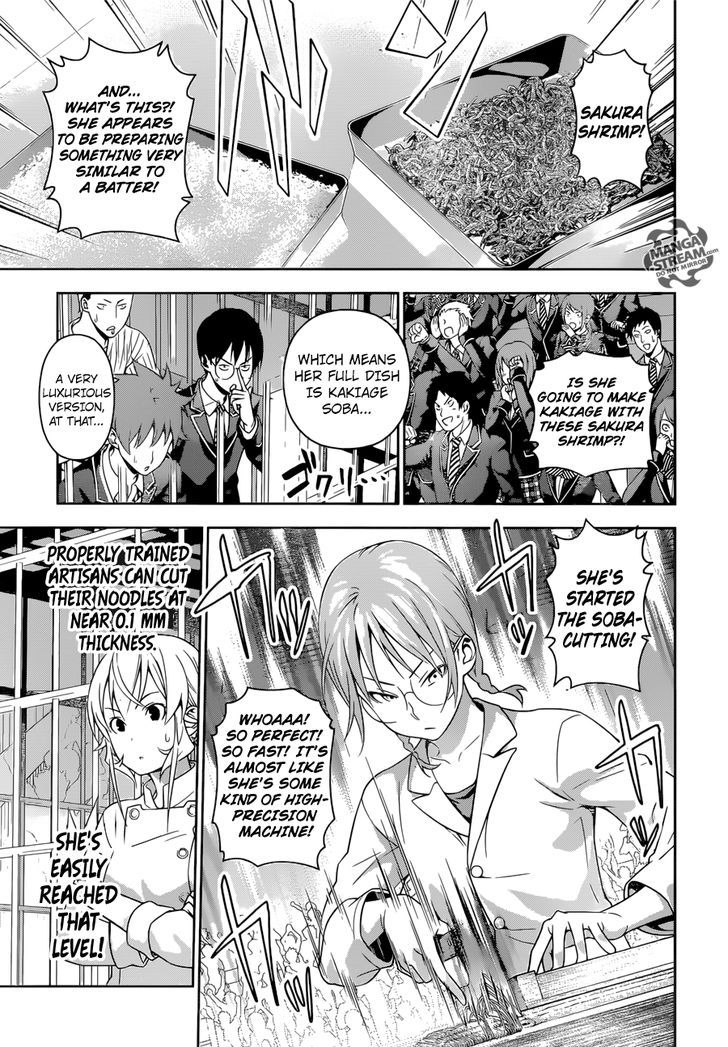 SAKURA
SHRIMP!
AND...
WHAT'S THIS?!
SHE APPEARS
TO BE PREPARING
SOMETHING VERY
SIMILAR TO
A BATTER!
MANGA
STREAM.com
DO NOT MIRROR
IS SHE
GOING TO MAKE
KAKIAGE WITH
THESE SAKURA
SHRIMP?!
WHICH MEANS
HER FULL DISH
IS KAKIAGE
SOBA...
A VERY
LUXURIOUS
VERSION,
AT THAT...
ゴクリ...
SHE'S
STARTED
THE SOBA-
CUTTING!
WHOAAA!
SO PERFECT!
SO FAST! IT'S
ALMOST LIKE
SHE'S SOME
KIND OF HIGH-
PRECISION
MACHINE!
PROPERLY TRAINED
ARTISANS CAN CUT
THEIR NOODLES AT
NEAR 0.1 MM
THICKNESS.
SHE'S
EASILY
REACHED
THAT
LEVEL!